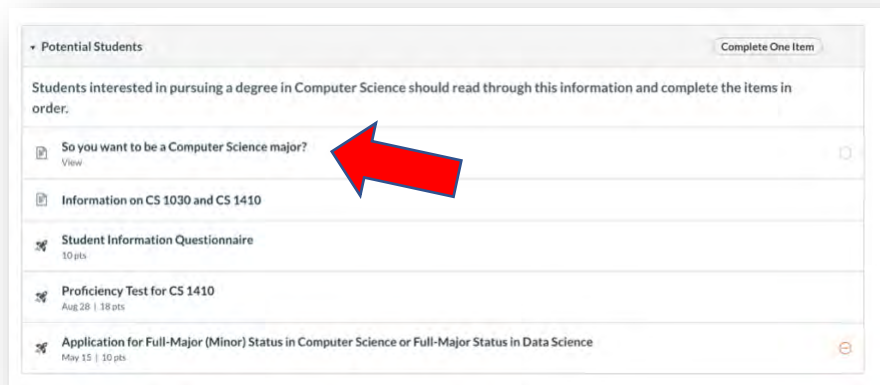 Potential Students
Complete One Item
Students interested in pursuing a degree in Computer Science should read through this information and complete the items in
order.
So you want to be a Computer Science major?
View
Information on CS 1030 and CS 1410
Student Information Questionnaire
10 pts
Proficiency Test for CS 1410
Aug 28 | 18 pts
Application for Full-Major (Minor) Status in Computer Science or Full-Major Status in Data Science
May 15 | 10 pts